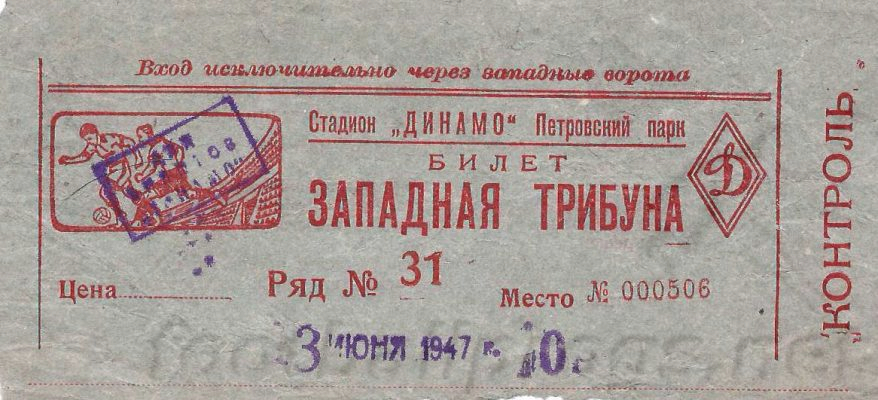 Вход исключительно через западные ворота
Стадион „ДИНАМО“ Петровский парк
БИЛЕТ
ЗАПАДНАЯ ТРИБУНА
Д
Цена
Ряд № 31
Место № 000506
3 ИЮНЯ 1947 г.
„КОНТРОЛЬ“